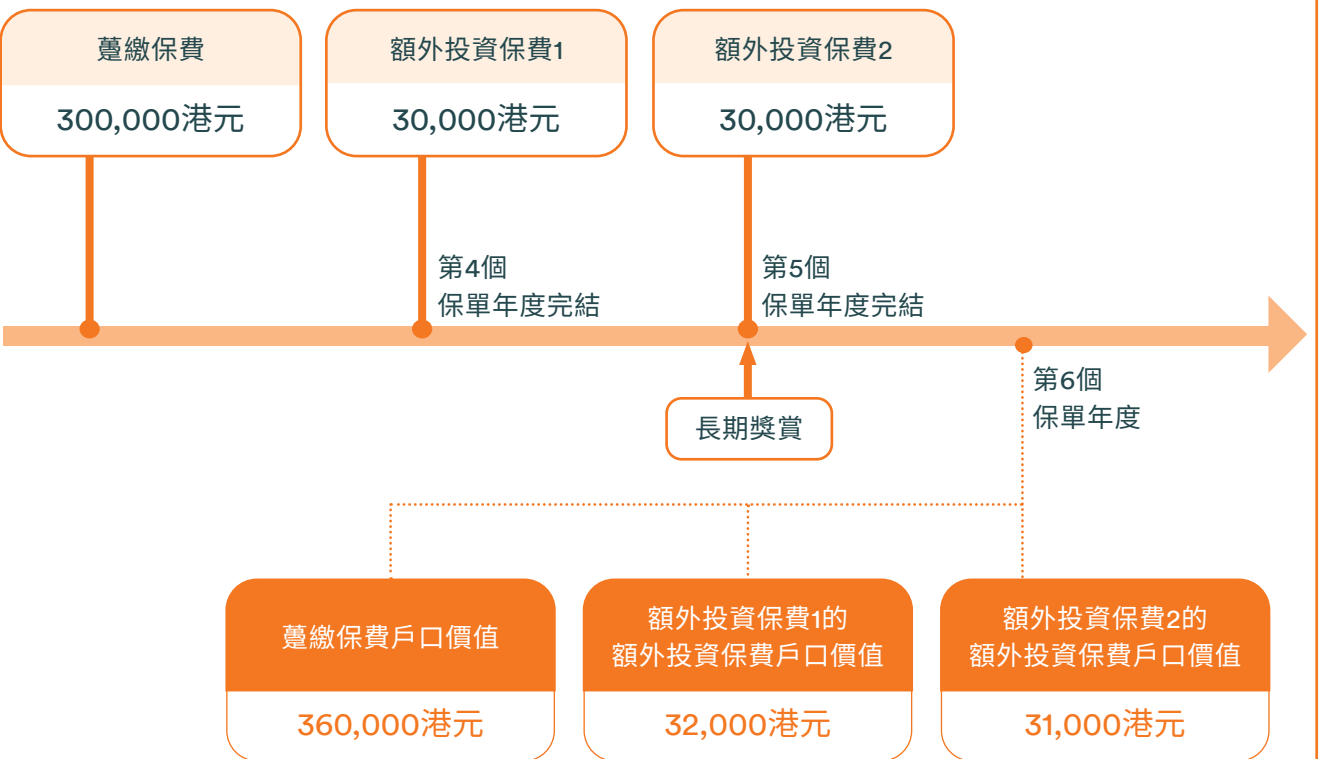 躉繳保費
300,000港元
額外投資保費1
30,000港元
額外投資保費2
30,000港元
第4個
保單年度完結
第5個
保單年度完結
長期獎賞
第6個
保單年度
躉繳保費戶口價值
360,000港元
額外投資保費1的
額外投資保費戶口價值
32,000港元
額外投資保費2的
額外投資保費戶口價值
31,000港元